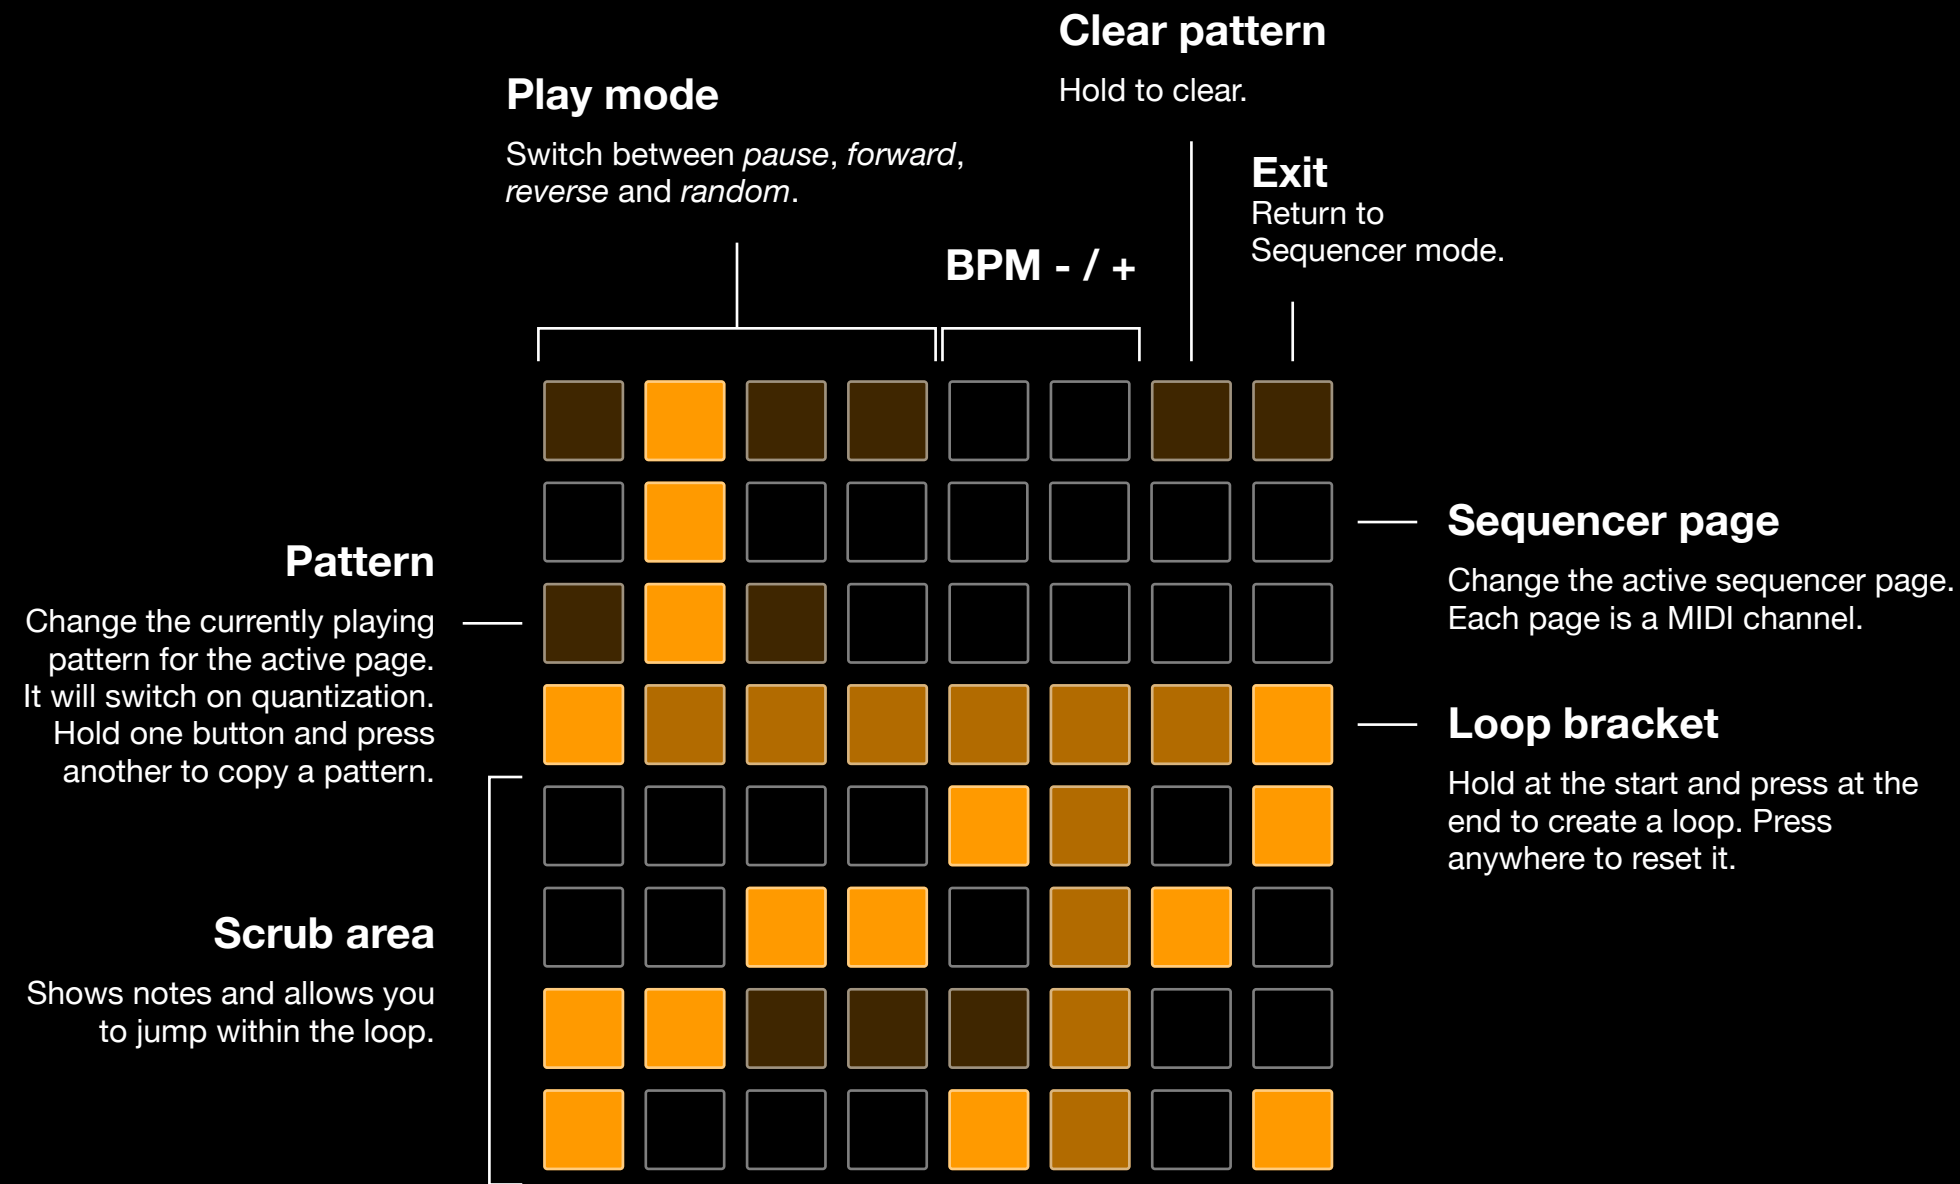 Clear pattern
Hold to clear.
Play mode
Switch between pause, forward,
reverse and random.
Exit
Return to
Sequencer mode.
BPM - / +
Sequencer page
Change the active sequencer page.
Each page is a MIDI channel.
Pattern
Change the currently playing
pattern for the active page.
It will switch on quantization.
Hold one button and press
another to copy a pattern.
Loop bracket
Hold at the start and press at the
end to create a loop. Press
anywhere to reset it.
Scrub area
Shows notes and allows you
to jump within the loop.